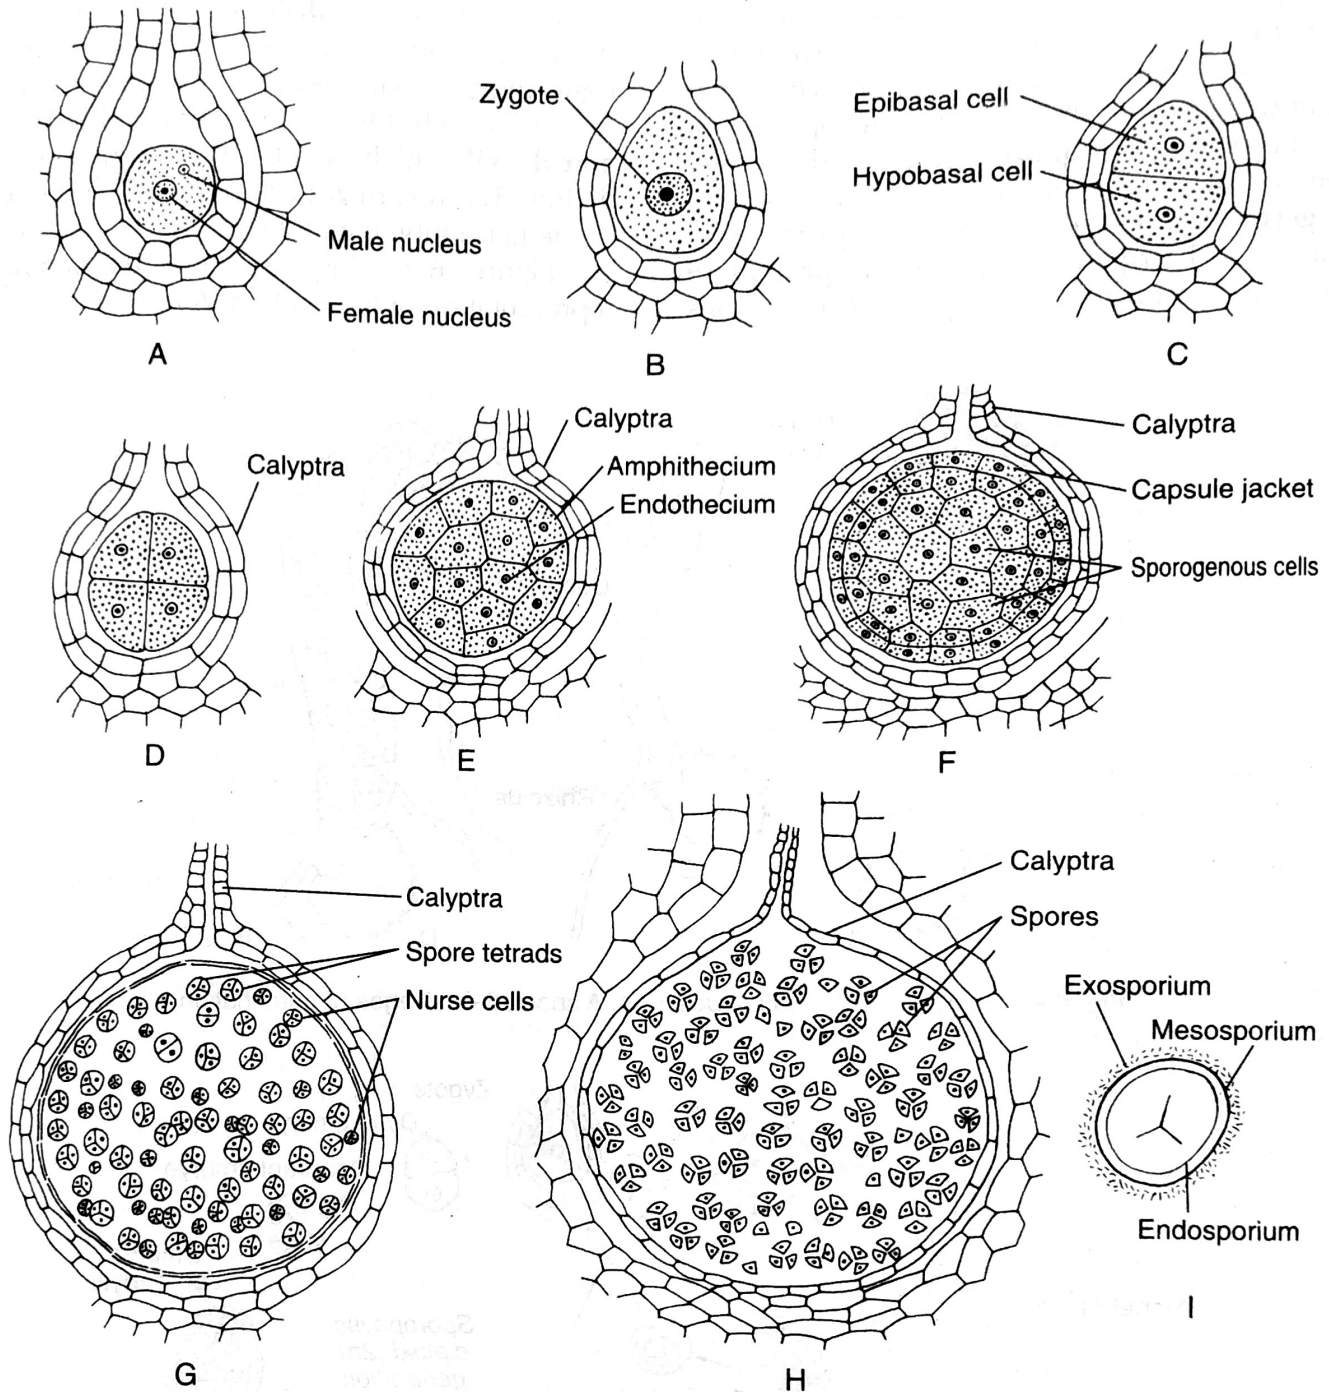 Zygote
Male nucleus
Female nucleus
A
B
Epibasal cell
Hypobasal cell
C
Calyptra
D
Calyptra
Amphithecium
Endothecium
E
Calyptra
Capsule jacket
Sporogenous cells
F
Calyptra
Spore tetrads
Nurse cells
G
Calyptra
Spores
H
Exosporium
Mesosporium
Endosporium
I